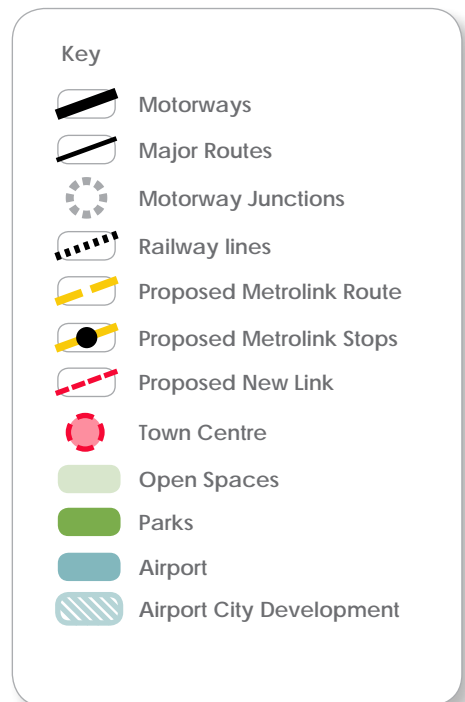 Key
Motorways
Major Routes
Motorway Junctions
Railway lines
Proposed Metrolink Route
Proposed Metrolink Stops
Proposed New Link
Town Centre
Open Spaces
Parks
Airport
Airport City Development